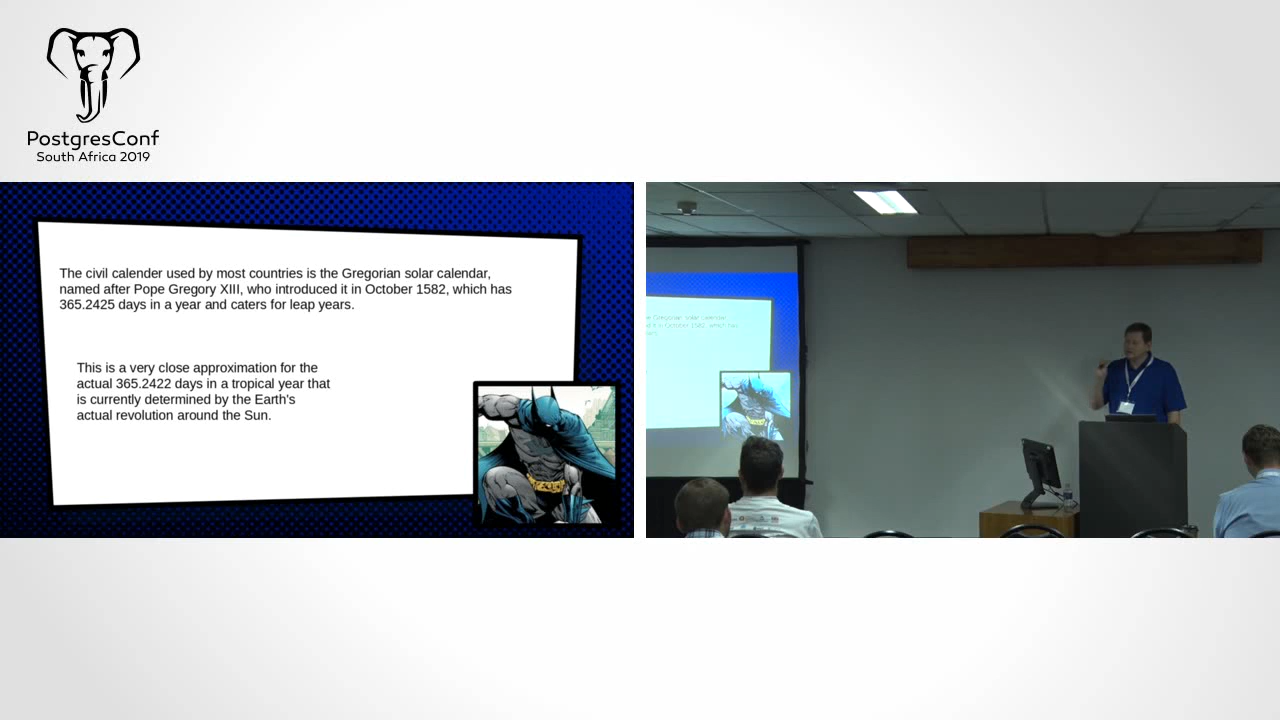 PostgresConf
South Africa 2019
The civil calender used by most countries is the Gregorian solar calendar,
named after Pope Gregory XIII, who introduced it in October 1582, which has
365.2425 days in a year and caters for leap years.
This is a very close approximation for the
actual 365.2422 days in a tropical year that
is currently determined by the Earth's
actual revolution around the Sun.